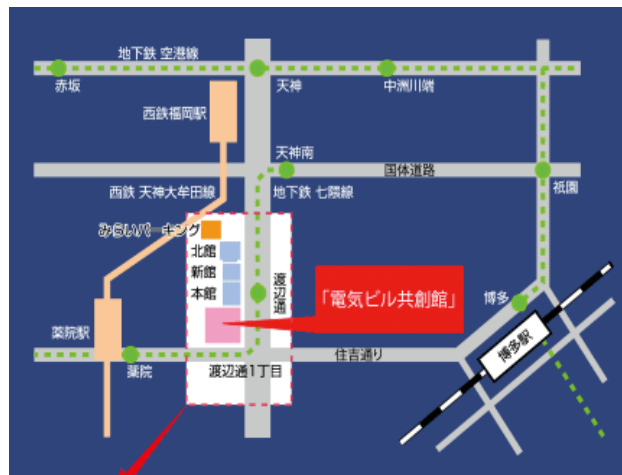 地下鉄 空港線
赤坂
天神
中洲川端
西鉄福岡駅
天神南
国体道路
西鉄 天神大牟田線
地下鉄 七隈線
祇園
みらいパーキング
北館
新館
本館
渡辺通
「電気ビル共創館」
博多
薬院駅
博多駅
住吉通り
薬院
渡辺通1丁目